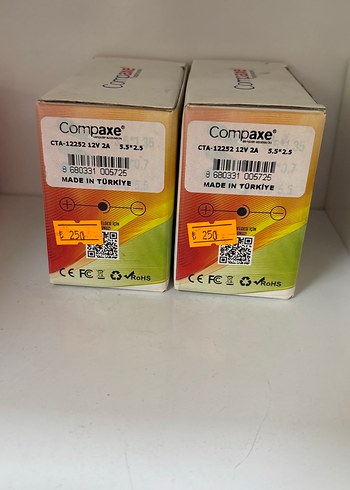 Compaxe
Compaxe
Compaxe®
CTA-12252 12V 2A 5.5*2.5
8 680331 005725
MADE IN TÜRKİYE
₺ 250
CE FC RoHS
Compaxe®
CTA-12252 12V 2A 5.5*2.5
8 680331 005725
MADE IN TÜRKİYE
₺ 250
CE FC RoHS